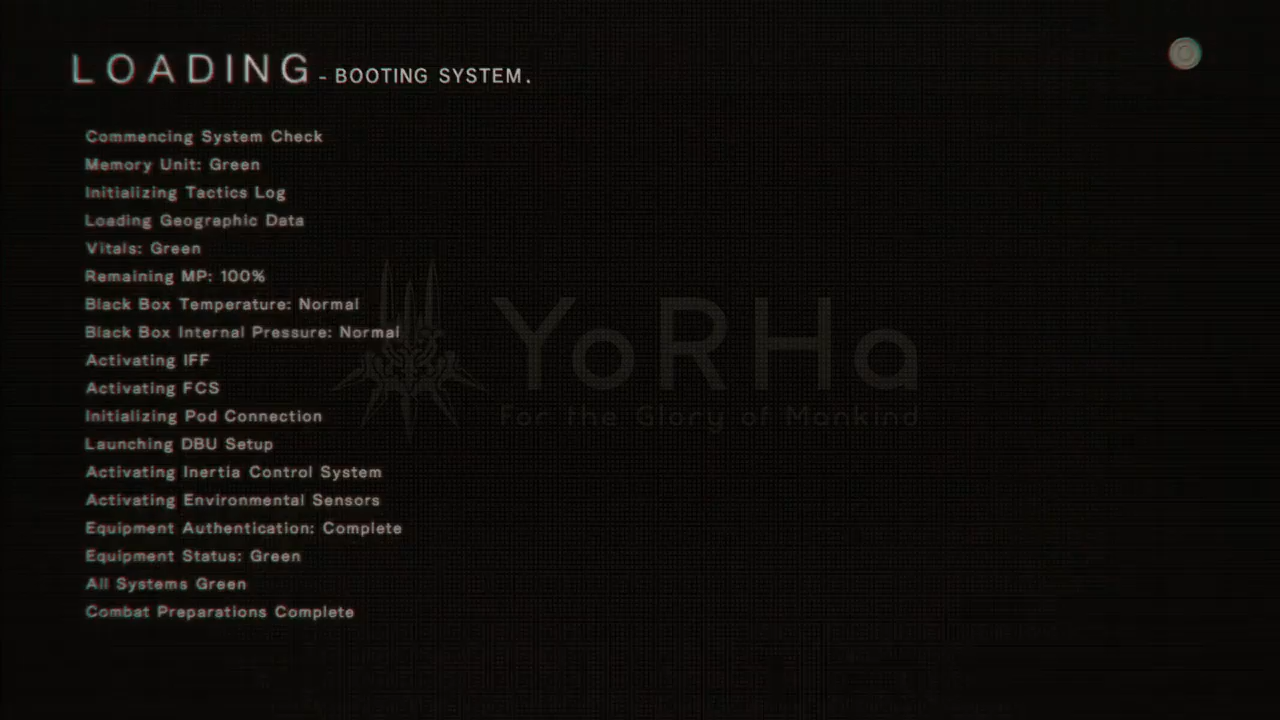 LOADING - BOOTING SYSTEM.
Commencing System Check
Memory Unit: Green
Initializing Tactics Log
Loading Geographic Data
Vitals: Green
Remaining MP: 100%
Black Box Temperature: Normal
Black Box Internal Pressure: Normal
Activating IFF
Activating FCS
Initializing Pod Connection
Launching DBU Setup
Activating Inertia Control System
Activating Environmental Sensors
Equipment Authentication: Complete
Equipment Status: Green
All Systems Green
Combat Preparations Complete
YoRHa
For the Glory of Mankind